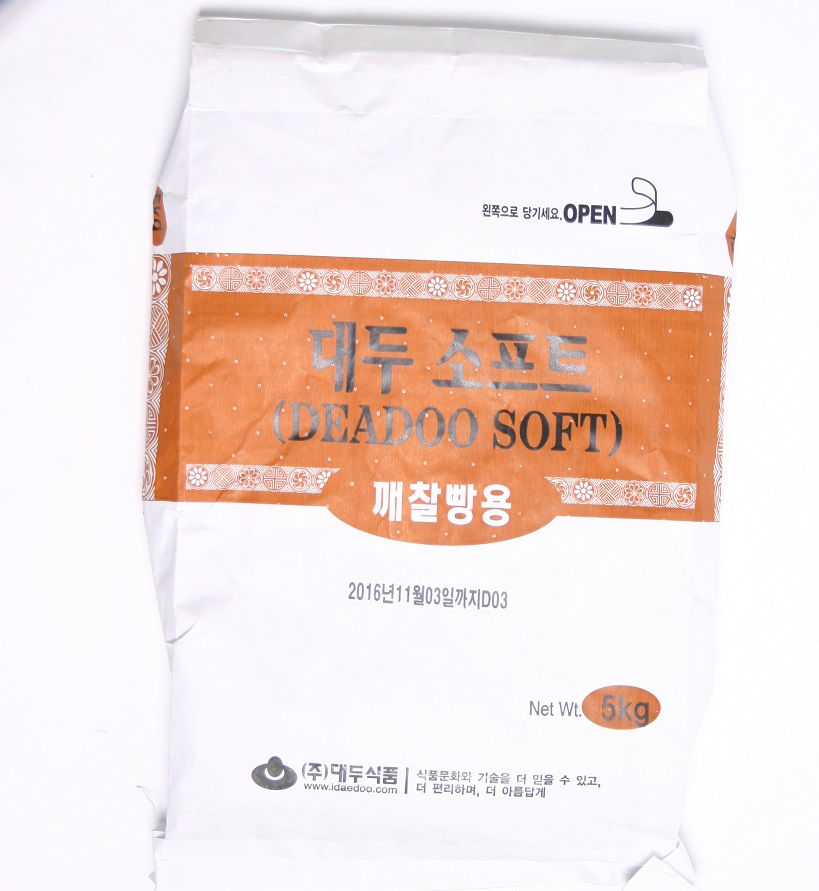 왼쪽으로 당기세요. OPEN
대두 소프트
(DEADOO SOFT)
깨찰빵용
2016년11월03일까지D03
Net Wt. 5kg
(주)대두식품
www.idaedoo.com
식품문화와 기술을 더 믿을 수 있고,
더 편리하며, 더 아름답게